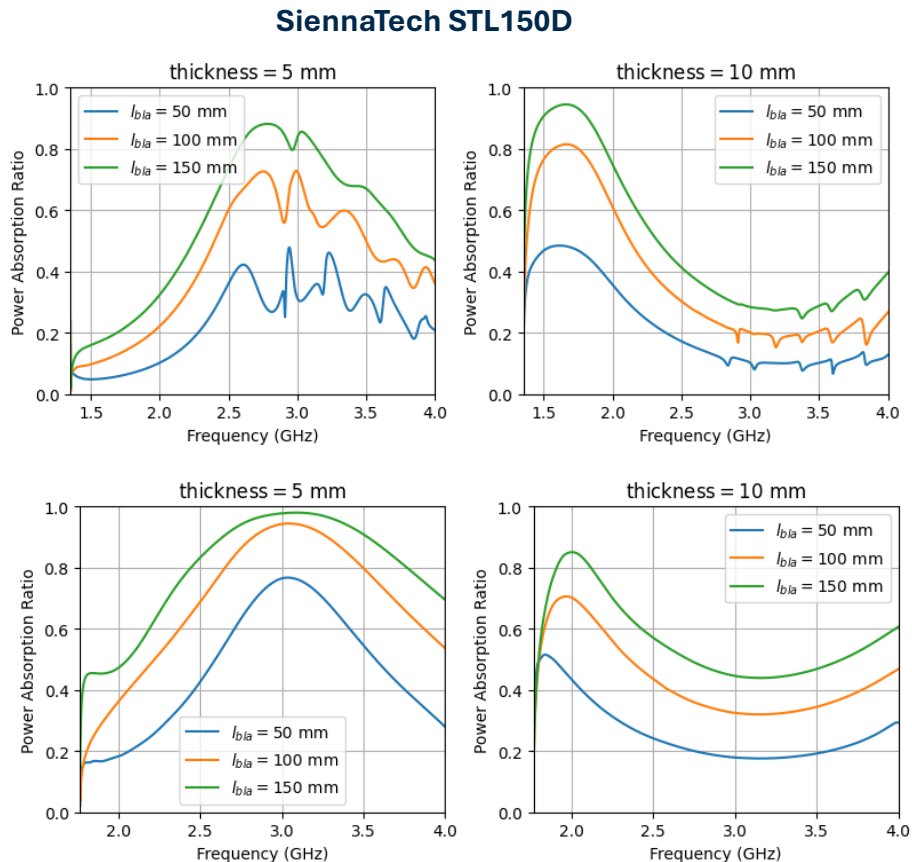 SiennaTech STL150D
thickness = 5 mm
1.0
0.8
0.6
0.4
0.2
0.0
Power Absorption Ratio
l_bla = 50 mm
l_bla = 100 mm
l_bla = 150 mm
1.5 2.0 2.5 3.0 3.5 4.0
Frequency (GHz)
thickness = 10 mm
1.0
0.8
0.6
0.4
0.2
0.0
Power Absorption Ratio
l_bla = 50 mm
l_bla = 100 mm
l_bla = 150 mm
1.5 2.0 2.5 3.0 3.5 4.0
Frequency (GHz)
thickness = 5 mm
1.0
0.8
0.6
0.4
0.2
0.0
Power Absorption Ratio
l_bla = 50 mm
l_bla = 100 mm
l_bla = 150 mm
2.0 2.5 3.0 3.5 4.0
Frequency (GHz)
thickness = 10 mm
1.0
0.8
0.6
0.4
0.2
0.0
Power Absorption Ratio
l_bla = 50 mm
l_bla = 100 mm
l_bla = 150 mm
2.0 2.5 3.0 3.5 4.0
Frequency (GHz)